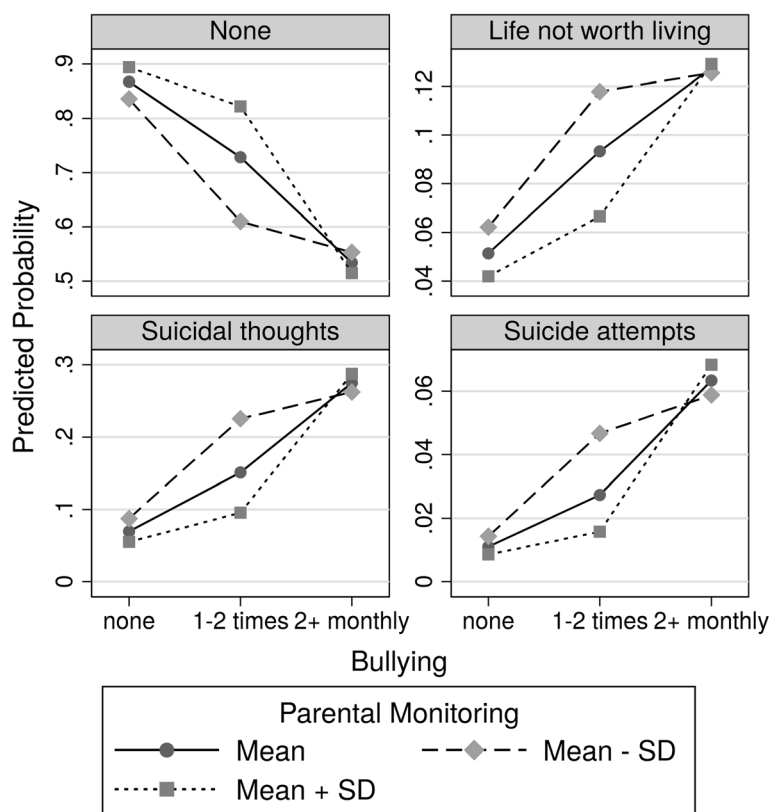 None
Life not worth living
.9
.8
.7
.6
.5
.12
.1
.08
.06
.04
Suicidal thoughts
Suicide attempts
.3
.2
.1
0
.06
.04
.02
0
Predicted Probability
none 1-2 times 2+ monthly
none 1-2 times 2+ monthly
Bullying
Parental Monitoring
Mean
Mean - SD
Mean + SD